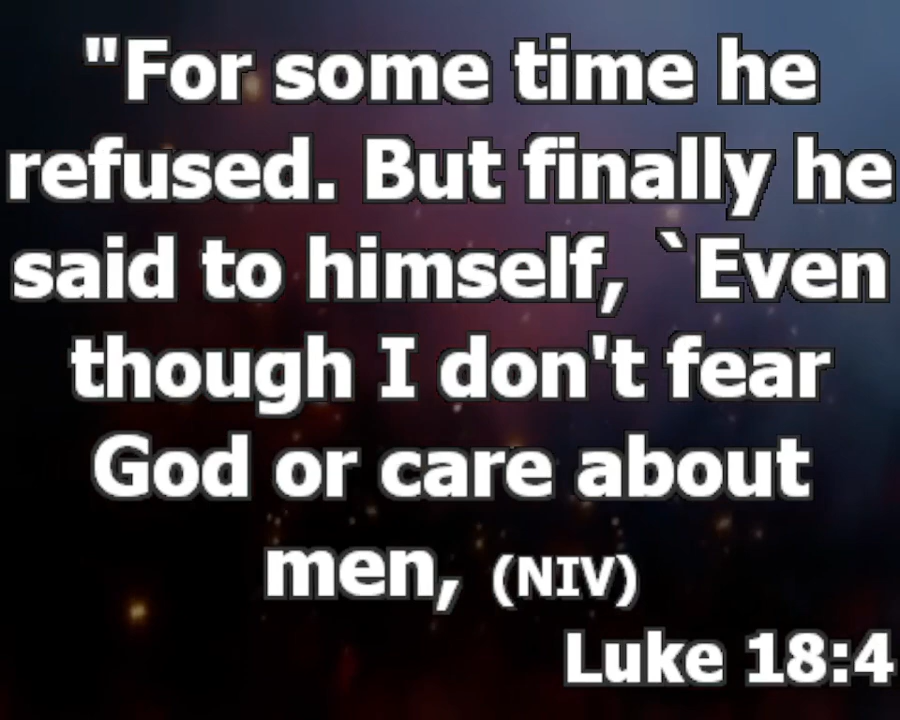 "For some time he
refused. But finally he
said to himself, `Even
though I don't fear
God or care about
men, (NIV)
Luke 18:4